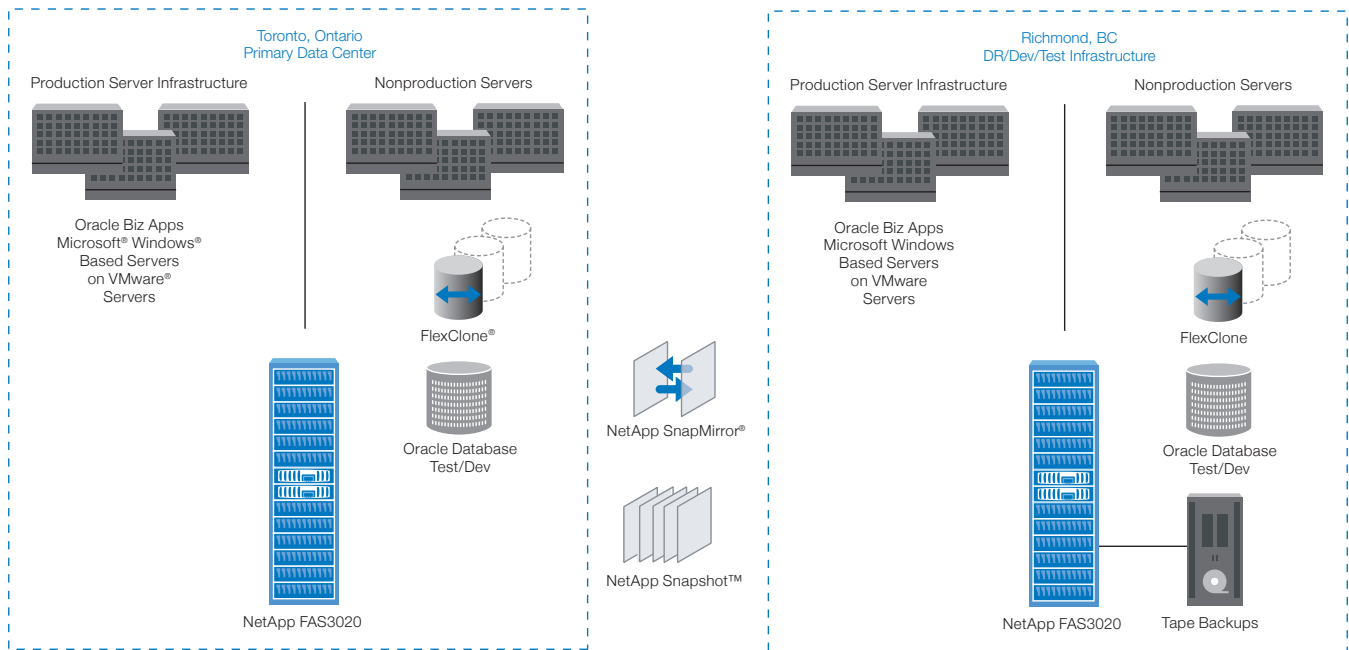 Toronto, Ontario
Primary Data Center
Production Server Infrastructure
Nonproduction Servers
Oracle Biz Apps
Microsoft® Windows®
Based Servers
on VMware®
Servers
FlexClone®
Oracle Database
Test/Dev
NetApp FAS3020
NetApp SnapMirror®
NetApp Snapshot™
Richmond, BC
DR/Dev/Test Infrastructure
Production Server Infrastructure
Nonproduction Servers
Oracle Biz Apps
Microsoft Windows
Based Servers
on VMware
Servers
FlexClone
Oracle Database
Test/Dev
NetApp FAS3020
Tape Backups